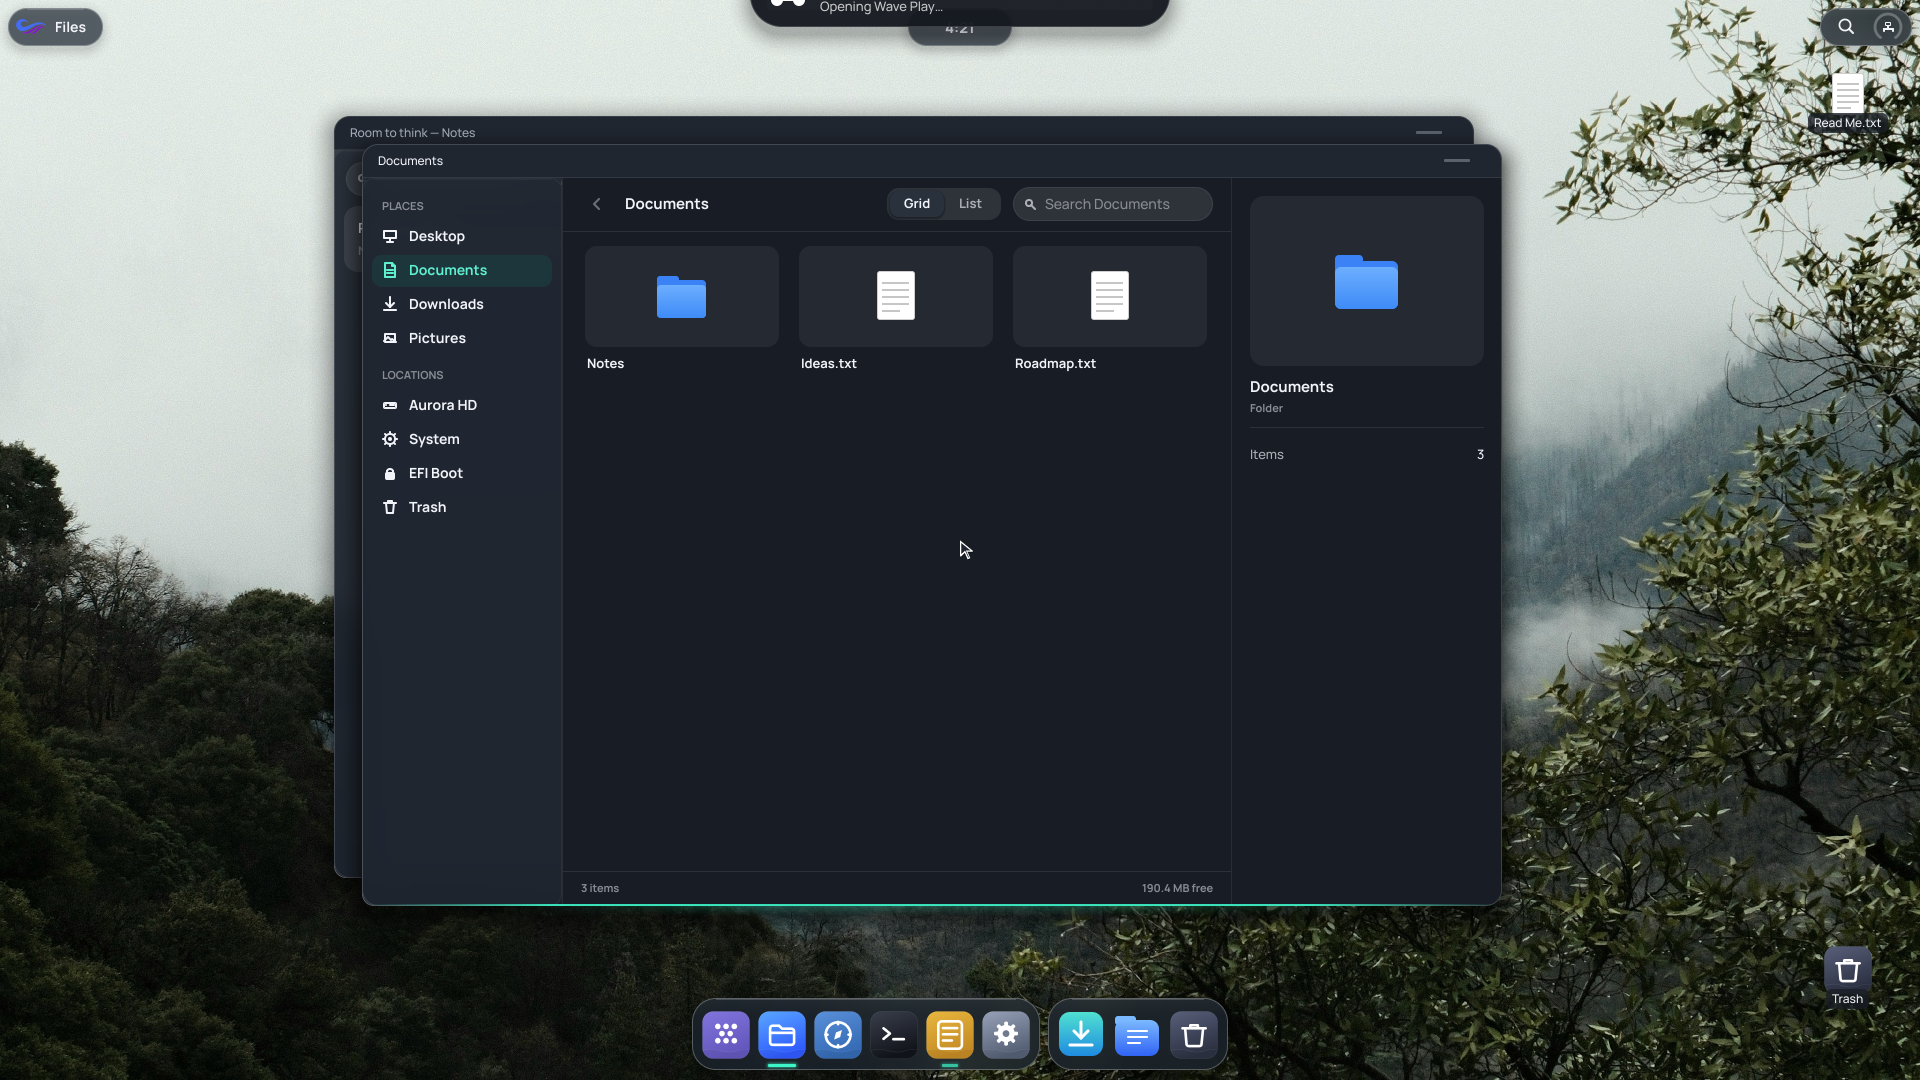 Files
Opening Wave Play...
4:21
Read Me.txt
Room to think — Notes
Documents
PLACES
Desktop
Documents
Downloads
Pictures
LOCATIONS
Aurora HD
System
EFI Boot
Trash
Documents
Grid
List
Search Documents
Notes
Ideas.txt
Roadmap.txt
Documents
Folder
Items
3
3 items
190.4 MB free
Trash